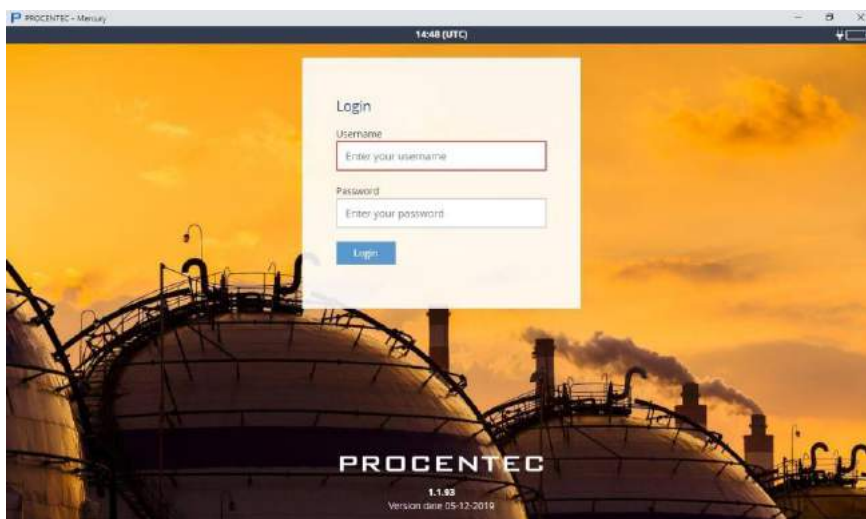 PROCENTEC - Mercury
14:48 (UTC)
Login
Username
Enter your username
Password
Enter your password
Login
PROCENTEC
1.1.93
Version date 05-12-2019